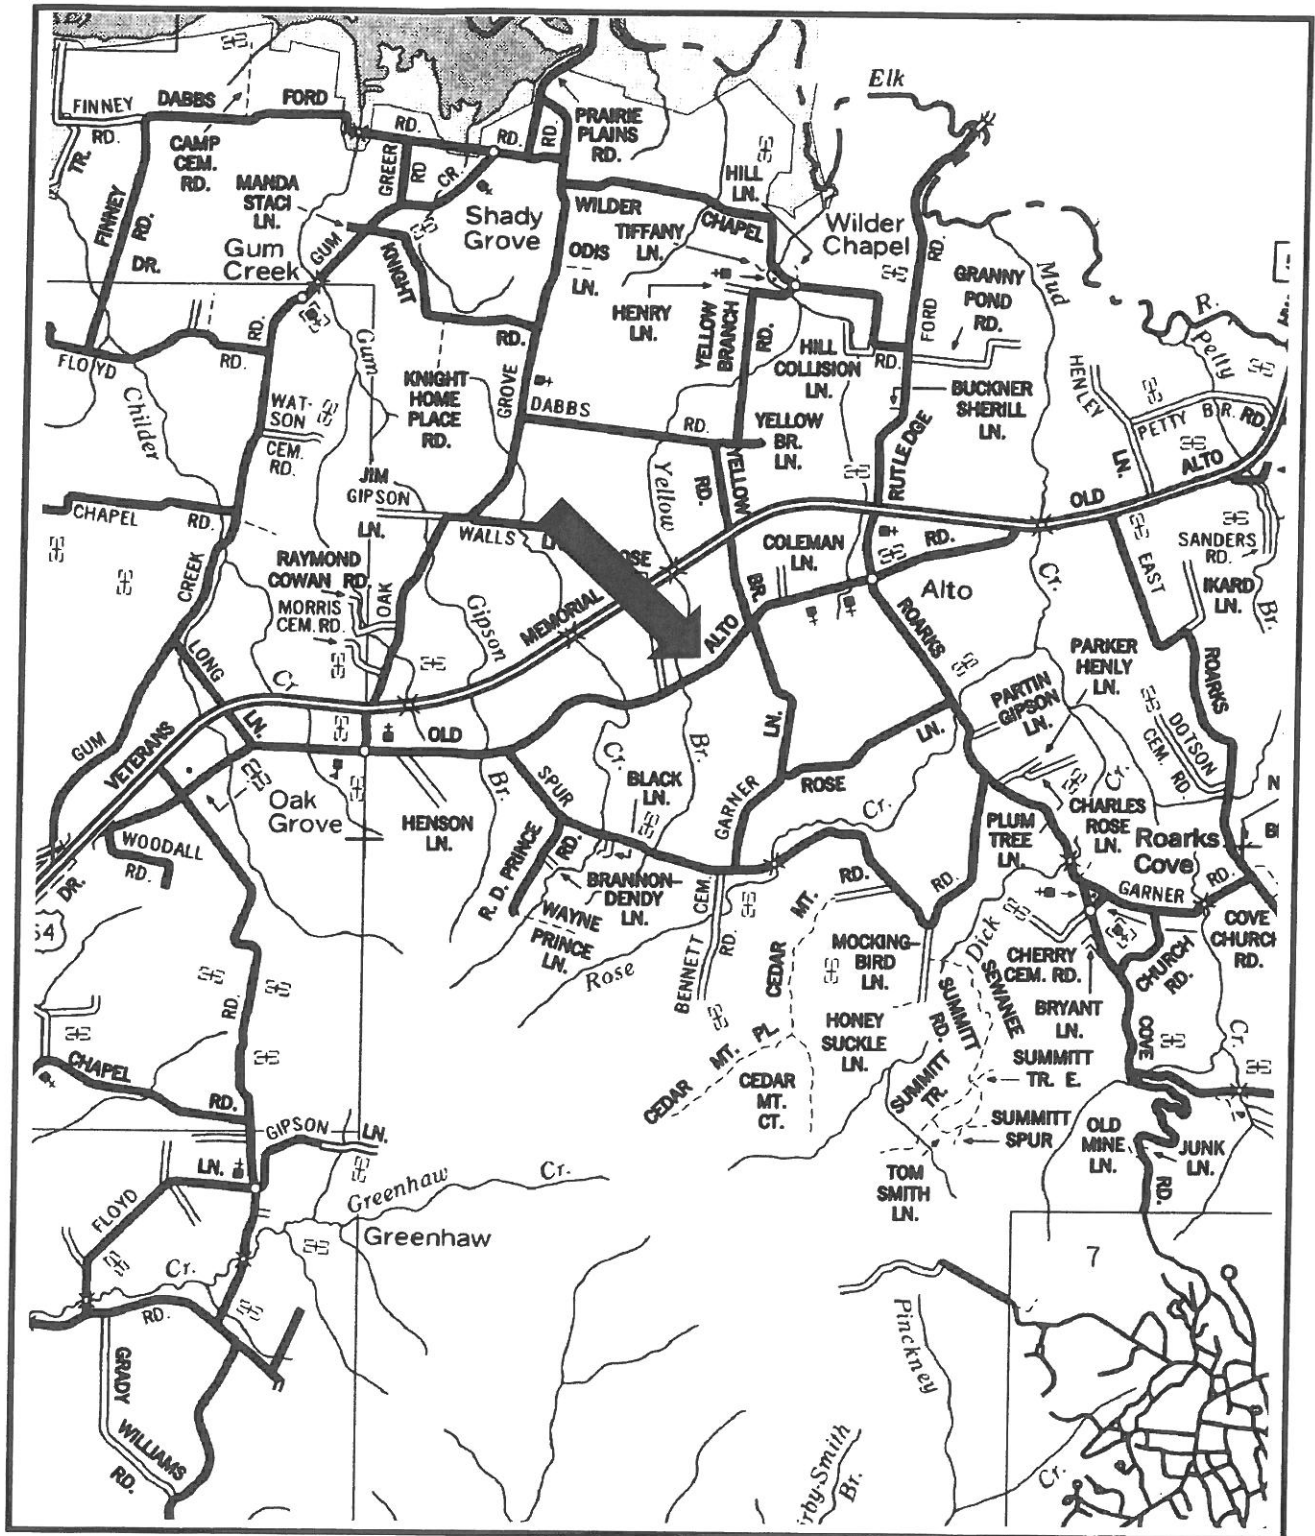 Elk
FINNEY
RD.
DABBS
FORD
RD.
RD.
RD.
PRAIRIE
PLAINS
RD.
TR.
CAMP
CEM.
RD.
GREER
RD
CR.
HILL
LN.
MANDA
STACI
LN.
FINNEY
RD.
DR.
Shady
Grove
WILDER
CHAPEL
TIFFANY
LN.
Wilder
Chapel
Gum
Creek
GUM
KNIGHT
ODIS
LN.
HENRY
LN.
RD.
GRANNY
POND
RD.
FORD
Mud
R.
Petty
FLOYD
RD.
RD.
Gum
RD.
YELLOW
BRANCH
RD.
HILL
COLLISION
LN.
RD.
BUCKNER
SHERILL
LN.
HENLEY
LN.
PETTY
BR.
RD.
Childer
WAT-
SON
CEM.
RD.
KNIGHT
HOME
PLACE
RD.
GROVE
DABBS
RD.
YELLOW
BR.
LN.
RUTLEDGE
ALTO
OLD
JIM
GIPSON
LN.
Yellow
RD.
YELLOW
CHAPEL
RD.
WALLS
COLEMAN
LN.
RD.
SANDERS
RD.
CREEK
RAYMOND
COWAN RD.
MORRIS
CEM. RD.
OAK
Gipson
MEMORIAL
BR.
Alto
Cr.
EAST
IKARD
LN.
Br.
LONG
LN.
Cr
ALTO
ROARKS
PARKER
HENLY
LN.
ROARKS
PARTIN
GIPSON
LN.
DOTSON
CEM. RD.
GUM
VETERANS
DR.
OLD
Br.
SPUR
RD.
Cr.
Br.
LN.
LN.
ROSE
BLACK
LN.
GARNER
Cr.
Cr.
Oak
Grove
HENSON
LN.
PLUM
TREE
LN.
CHARLES
ROSE
LN.
Roarks
Cove
WOODALL
RD.
R. D. PRINCE
BRANNON-
DENDY
LN.
WAYNE
PRINCE
LN.
Rose
CEM.
BENNETT
RD.
MT.
CEDAR
RD.
RD.
GARNER
RD.
COVE
CHURCH
RD.
MOCKING-
BIRD
LN.
Dick
SEWANEE
SUMMITT
RD.
CHERRY
CEM. RD.
CHURCH
RD.
BRYANT
LN.
COVE
Cr.
RD.
CHAPEL
RD.
CEDAR
MT.
PL.
CEDAR
MT.
CT.
HONEY
SUCKLE
LN.
SUMMITT
TR.
SUMMITT
TR. E.
SUMMITT
SPUR
OLD
MINE
LN.
JUNK
LN.
RD.
GIPSON
LN.
LN.
FLOYD
TOM
SMITH
LN.
Greenhaw
Cr.
Greenhaw
Cr.
RD.
7
GRADY
WILLIAMS
RD.
Pinckney
Cr.
rby-Smith
Br.